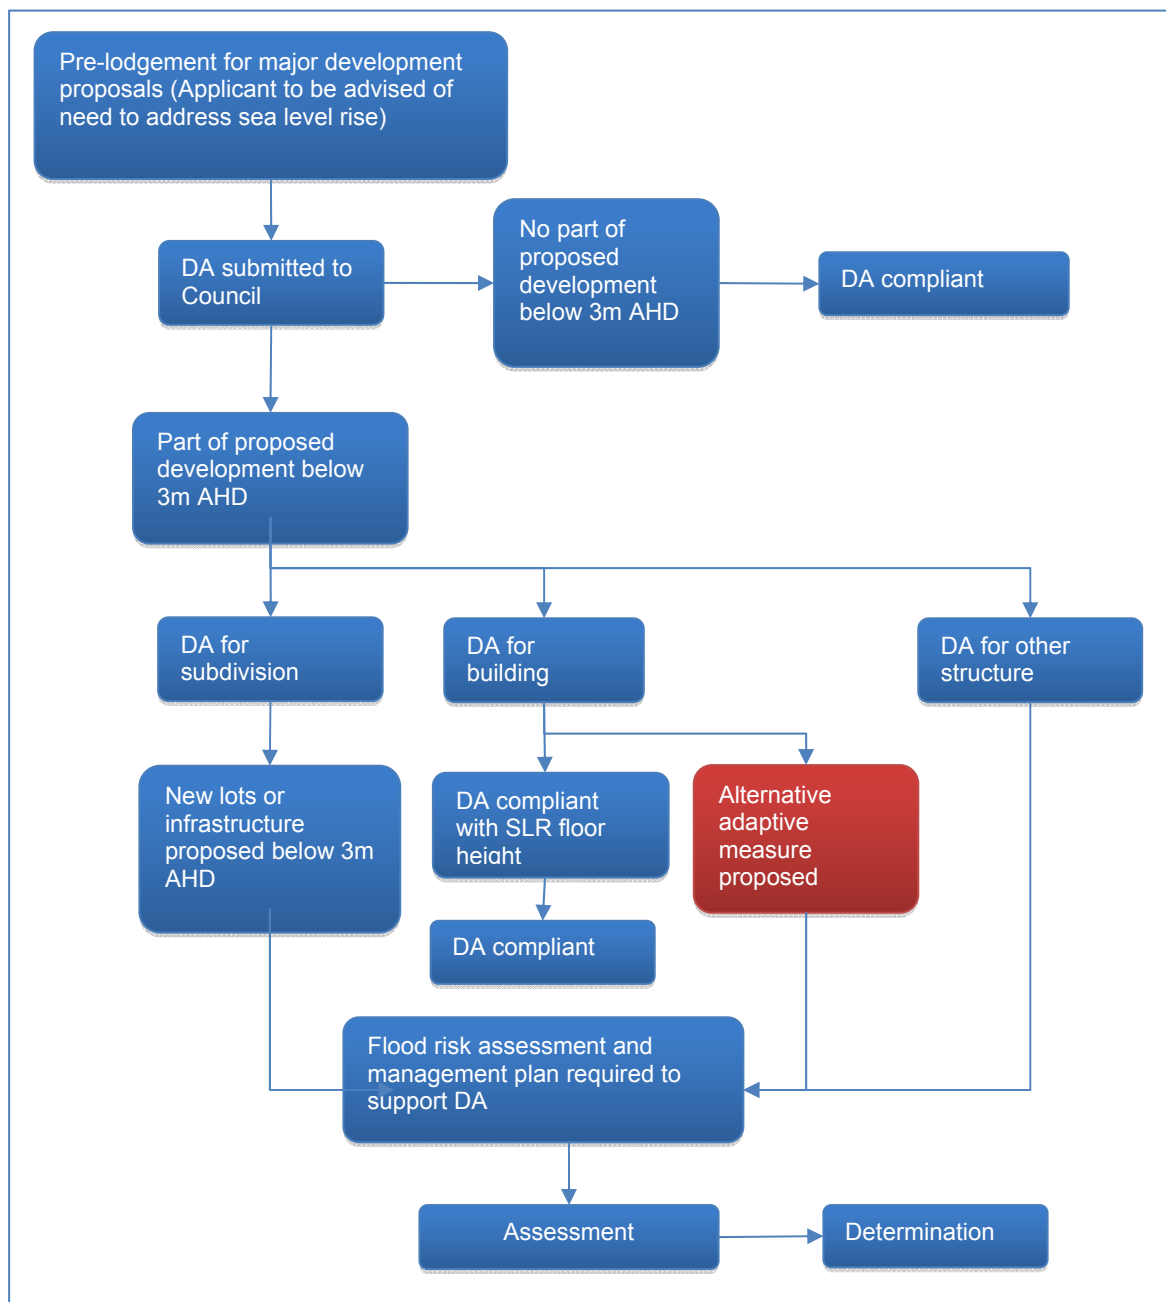 Pre-lodgement for major development
proposals (Applicant to be advised of
need to address sea level rise)
DA submitted to
Council
No part of
proposed
development
below 3m AHD
DA compliant
Part of proposed
development below
3m AHD
DA for
subdivision
DA for
building
DA for other
structure
New lots or
infrastructure
proposed below 3m
AHD
DA compliant
with SLR floor
height
Alternative
adaptive
measure
proposed
DA compliant
Flood risk assessment and
management plan required to
support DA
Assessment
Determination